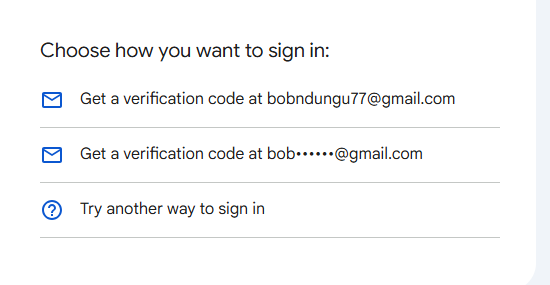 Choose how you want to sign in:
Get a verification code at bobndungu77@gmail.com
Get a verification code at bob••••••@gmail.com
Try another way to sign in